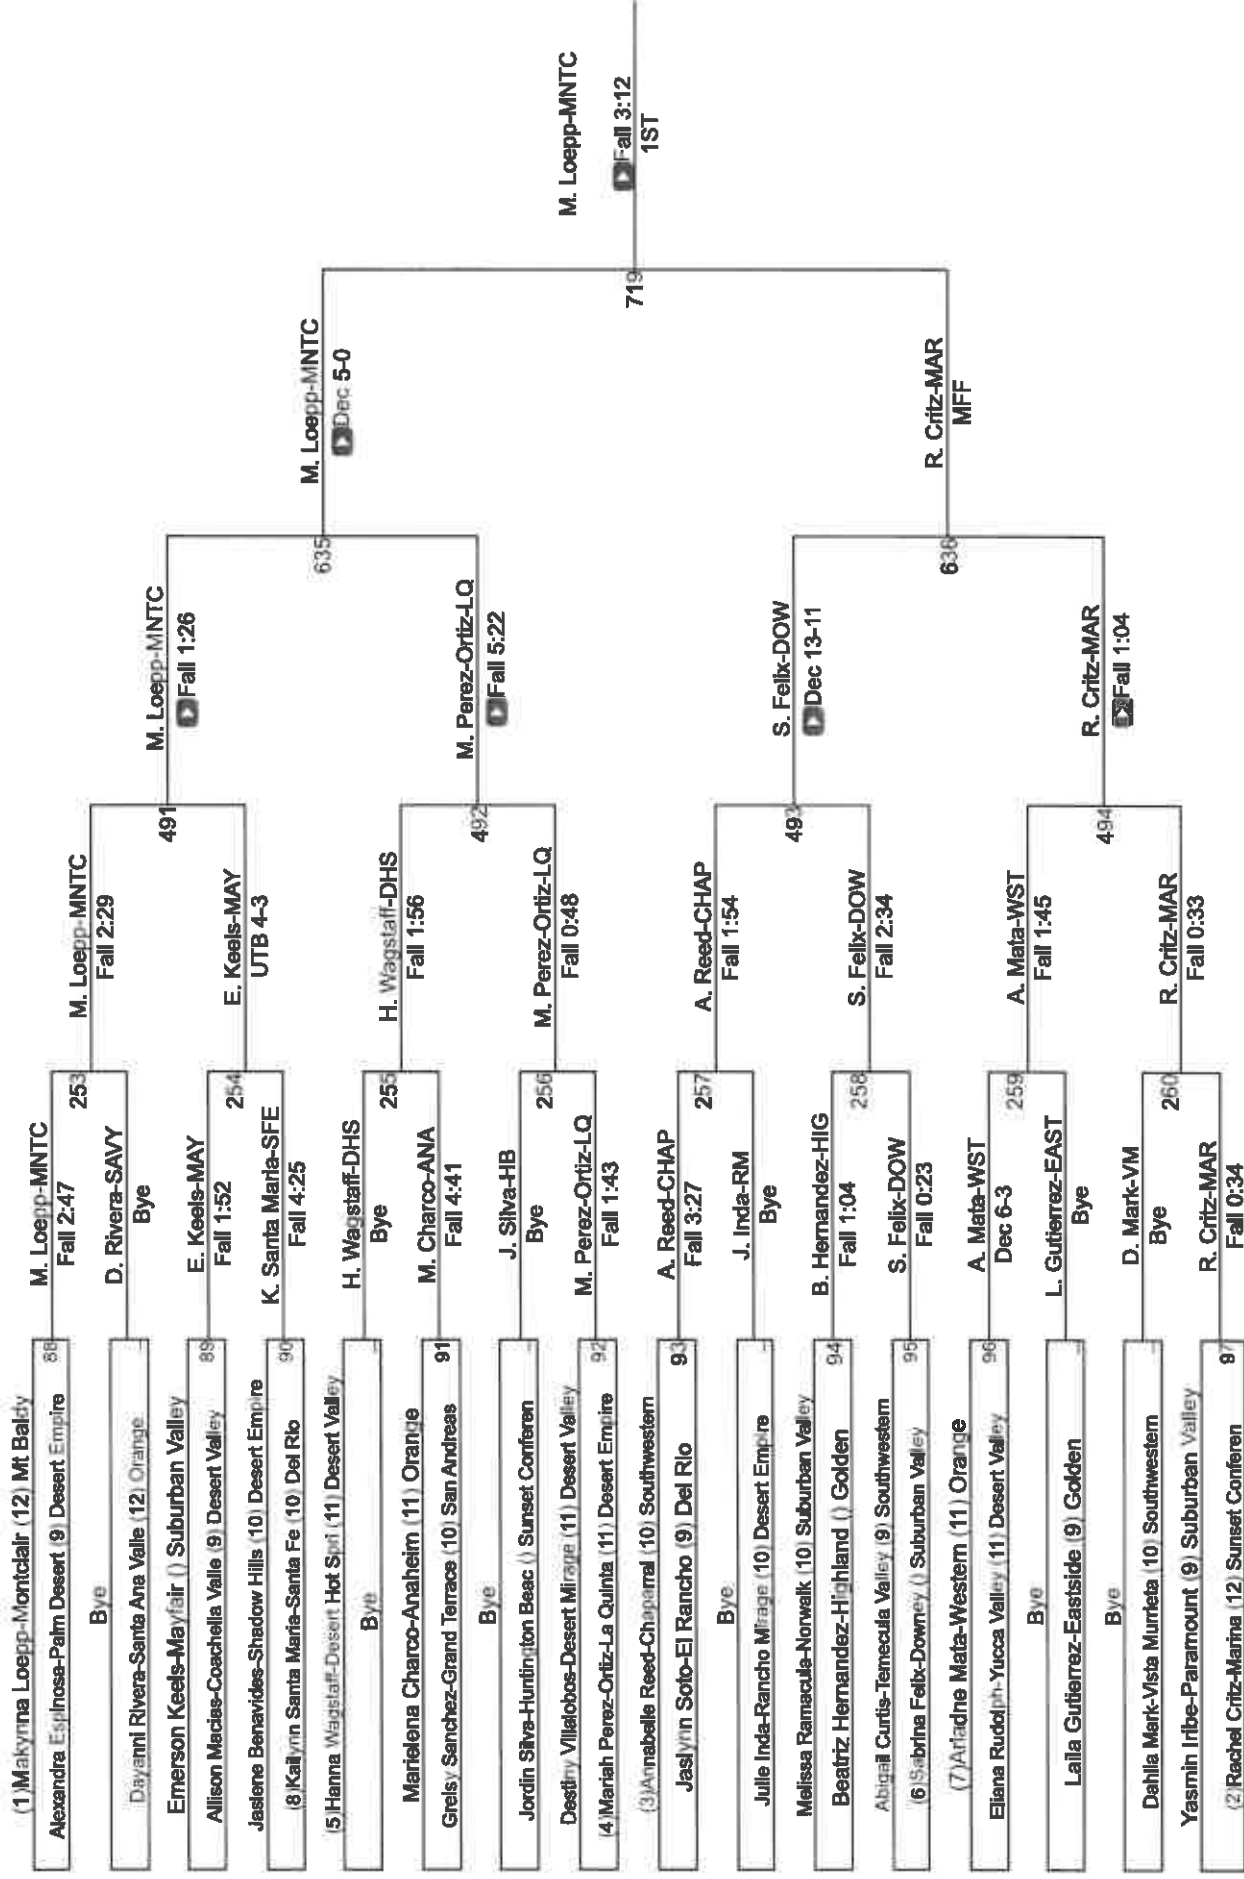 (1)Makynna Loepp-Montclair (12) Mt Baldy
88
Alexandra Espinosa-Palm Desert (9) Desert Empire
Bye
Dayanni Rivera-Santa Ana Valle (12) Orange
Emerson Keels-Mayfair () Suburban Valley
89
Allison Macias-Coachella Valle (9) Desert Valley
Jaslene Benavides-Shadow Hills (10) Desert Empire
90
(8)Kailynn Santa Maria-Santa Fe (10) Del Rio
(5)Hanna Wagstaff-Desert Hot Spri (11) Desert Valley
Bye
Marielena Charco-Anaheim (11) Orange
91
Greisy Sanchez-Grand Terrace (10) San Andreas
Bye
Jordin Silva-Huntington Beac () Sunset Conferen
Destiny Villalobos-Desert Mirage (11) Desert Valley
92
(4)Mariah Perez-Ortiz-La Quinta (11) Desert Empire
(3)Annabelle Reed-Chaparral (10) Southwestern
93
Jaslynn Soto-El Rancho (9) Del Rio
Bye
Julie Inda-Rancho Mirage (10) Desert Empire
Melissa Ramacula-Norwalk (10) Suburban Valley
94
Beatriz Hernandez-Highland () Golden
Abigail Curtis-Temecula Valley (9) Southwestern
95
(6)Sabrina Felix-Downey () Suburban Valley
(7)Ariadne Mata-Western (11) Orange
96
Eliana Rudolph-Yucca Valley (11) Desert Valley
Bye
Laila Gutierrez-Eastside (9) Golden
Bye
Dahlia Mark-Vista Murrieta (10) Southwestern
Yasmin Iribe-Paramount (9) Suburban Valley
97
(2)Rachel Critz-Marina (12) Sunset Conferen
M. Loepp-MNTC
Fall 2:47
253
D. Rivera-SAVY
Bye
E. Keels-MAY
Fall 1:52
254
K. Santa Maria-SFE
Fall 4:25
H. Wagstaff-DHS
Bye
255
M. Charco-ANA
Fall 4:41
J. Silva-HB
Bye
256
M. Perez-Ortiz-LQ
Fall 1:43
A. Reed-CHAP
Fall 3:27
257
J. Inda-RM
Bye
B. Hernandez-HIG
Fall 1:04
258
S. Felix-DOW
Fall 0:23
A. Mata-WST
Dec 6-3
259
L. Gutierrez-EAST
Bye
D. Mark-VM
Bye
260
R. Critz-MAR
Fall 0:34
M. Loepp-MNTC
Fall 2:29
491
E. Keels-MAY
UTB 4-3
H. Wagstaff-DHS
Fall 1:56
492
M. Perez-Ortiz-LQ
Fall 0:48
A. Reed-CHAP
Fall 1:54
493
S. Felix-DOW
Fall 2:34
A. Mata-WST
Fall 1:45
494
R. Critz-MAR
Fall 0:33
M. Loepp-MNTC
Fall 1:26
635
M. Perez-Ortiz-LQ
Fall 5:22
S. Felix-DOW
Dec 13-11
636
R. Critz-MAR
Fall 1:04
M. Loepp-MNTC
Dec 5-0
719
R. Critz-MAR
MFF
M. Loepp-MNTC
Fall 3:12
1ST